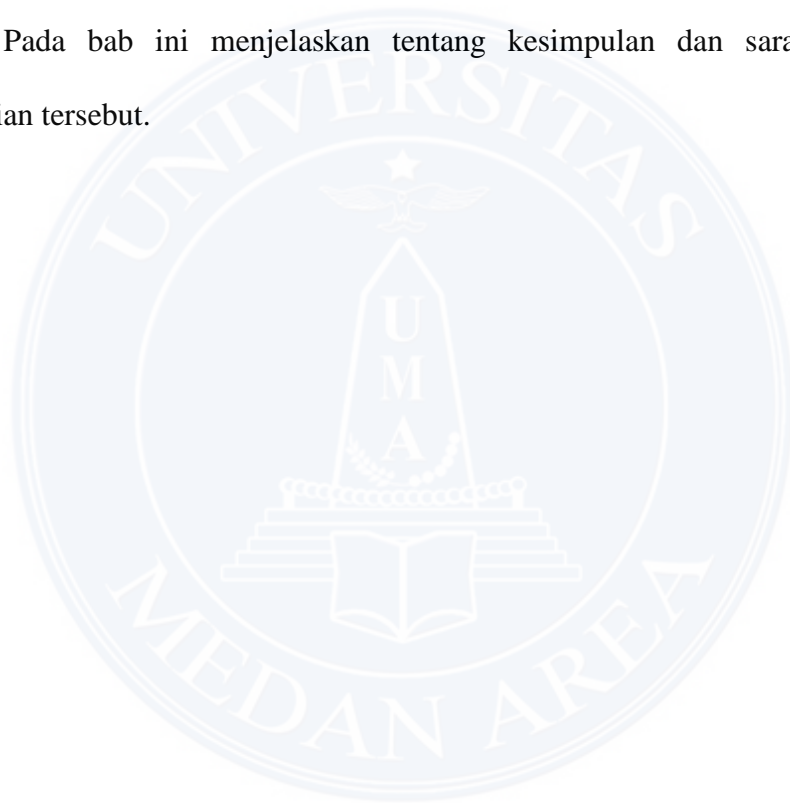 Pada bab ini menjelaskan tentang kesimpulan dan sara
ian tersebut.
UNIVERSITAS
U
M
A
MEDAN AREA